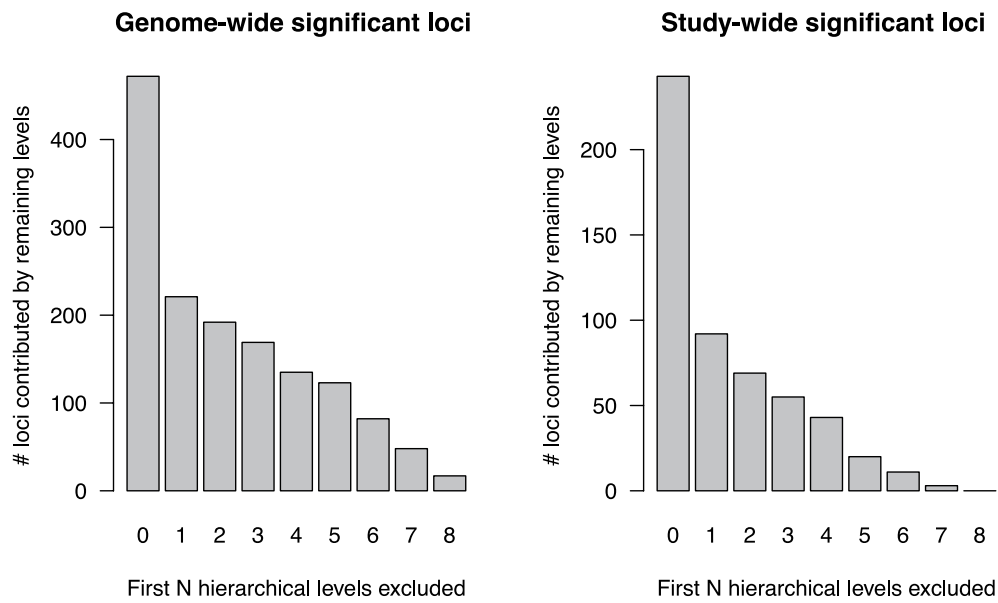 Genome-wide significant loci
# loci contributed by remaining levels
400
300
200
100
0
0 1 2 3 4 5 6 7 8
First N hierarchical levels excluded
Study-wide significant loci
# loci contributed by remaining levels
200
150
100
50
0
0 1 2 3 4 5 6 7 8
First N hierarchical levels excluded